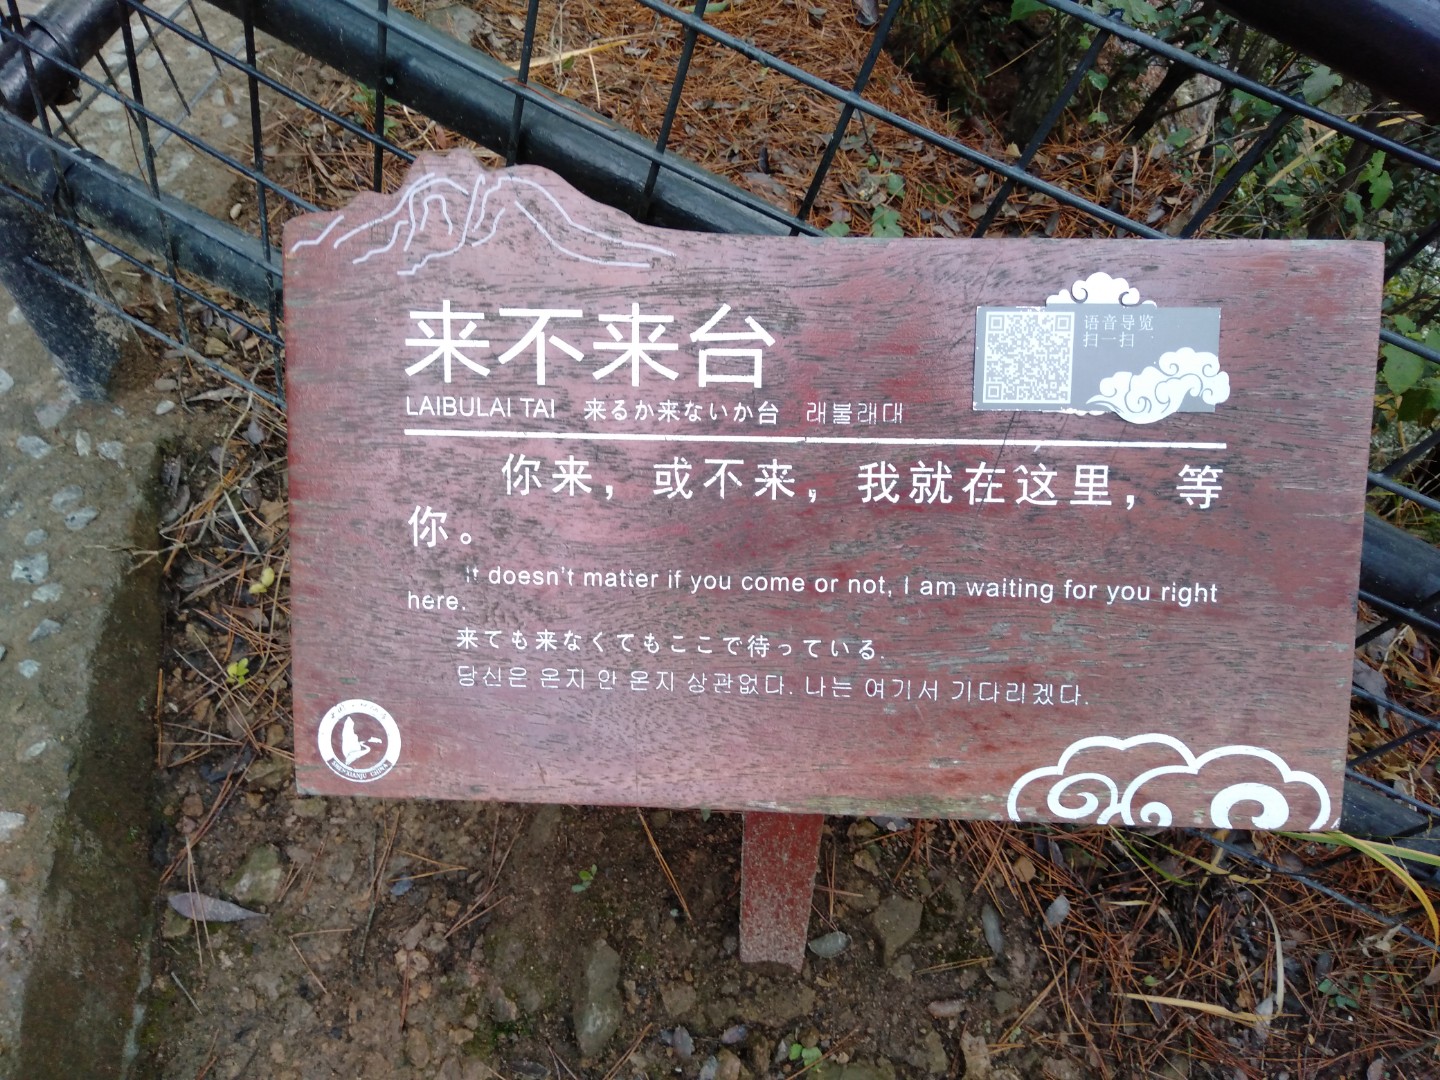 来不来台
LAIBULAI TAI 来るか来ないか台 래불래대
语音导览
扫一扫
你来，或不来，我就在这里，等
你。
It doesn't matter if you come or not, I am waiting for you right
here.
来ても来なくてもここで待っている.
당신은 온지 안 온지 상관없다. 나는 여기서 기다리겠다.